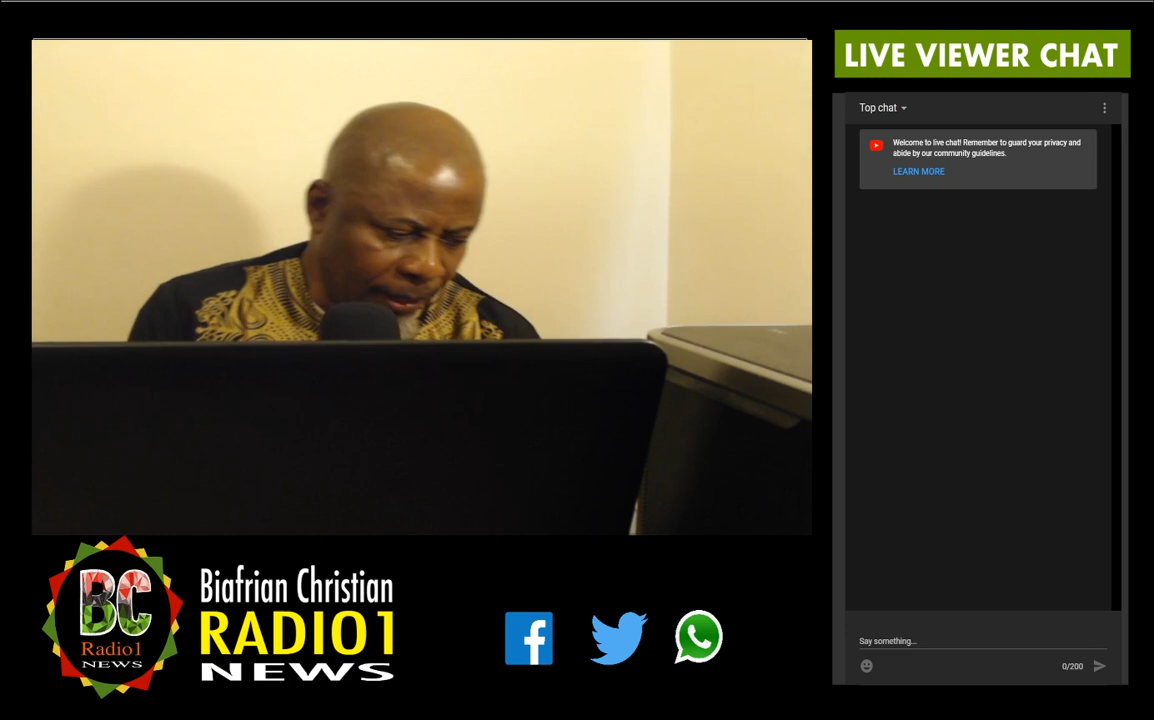 LIVE VIEWER CHAT
Top chat
Welcome to live chat! Remember to guard your privacy and
abide by our community guidelines.
LEARN MORE
BC
Radio1
NEWS
Biafrian Christian
RADIO1
NEWS
f
Say something...
0/200